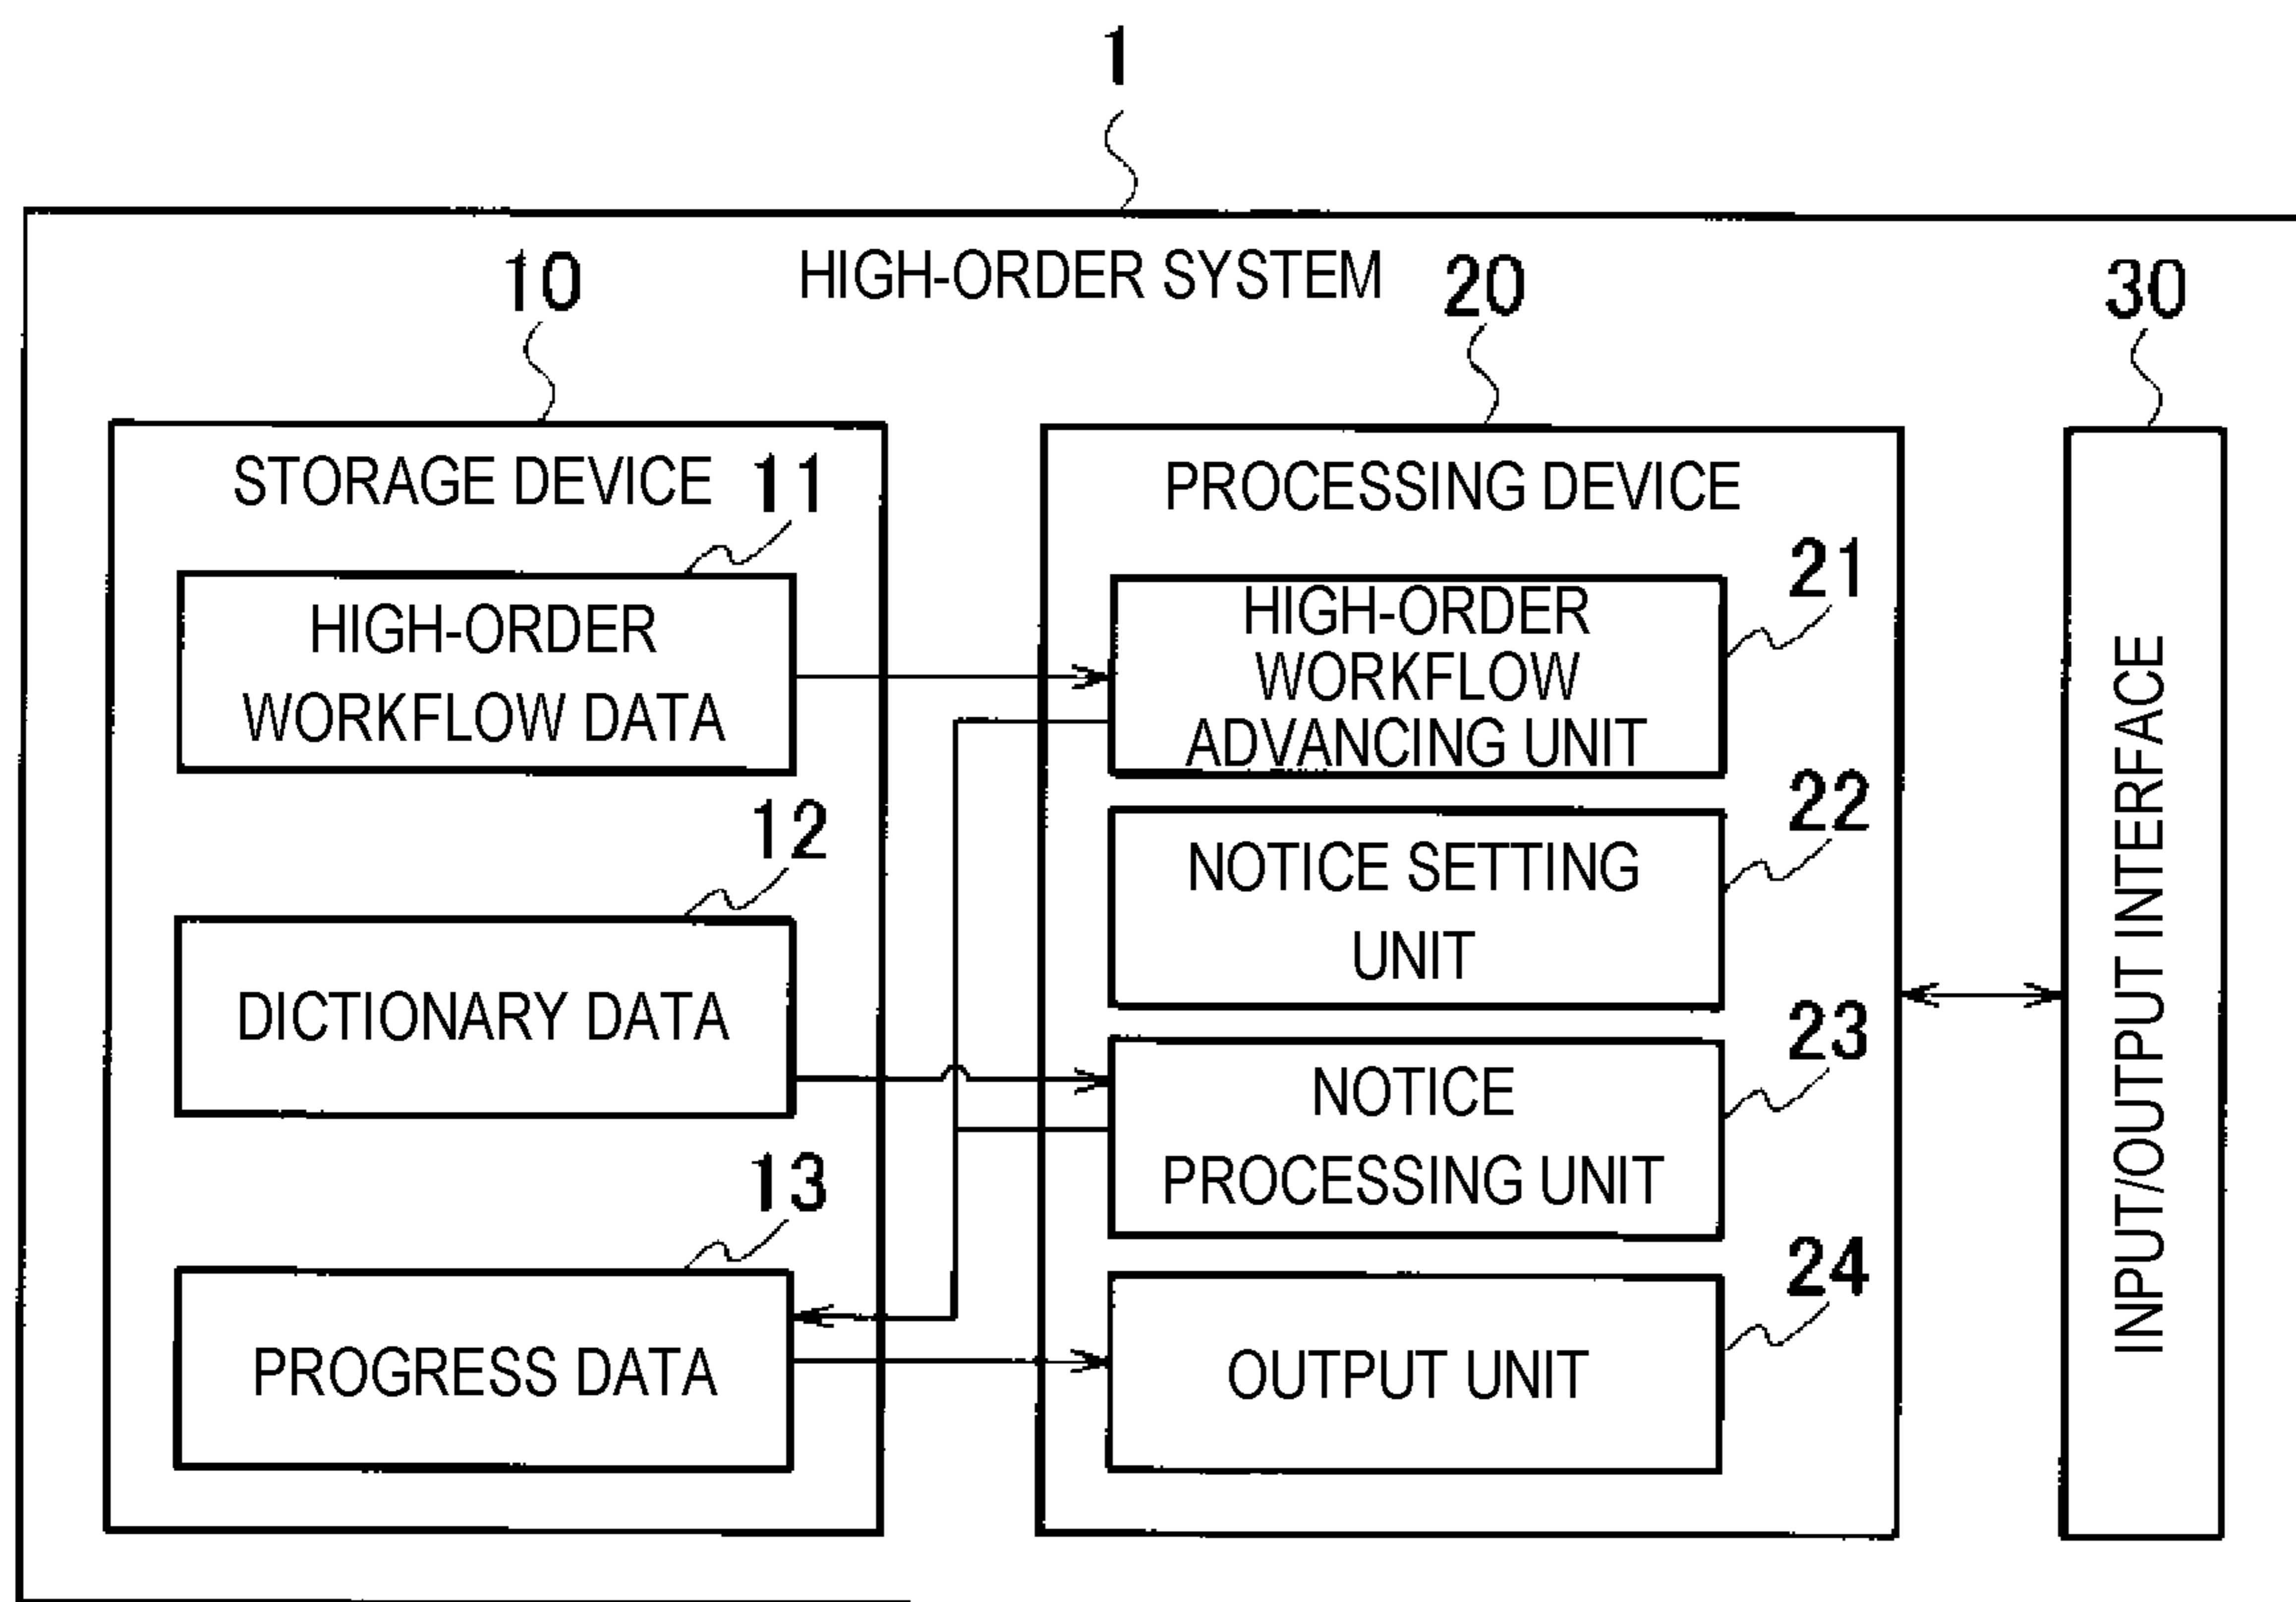 1
HIGH-ORDER SYSTEM
10
20
30
STORAGE DEVICE
11
HIGH-ORDER
WORKFLOW DATA
12
DICTIONARY DATA
13
PROGRESS DATA
PROCESSING DEVICE
21
HIGH-ORDER
WORKFLOW
ADVANCING UNIT
22
NOTICE SETTING
UNIT
23
NOTICE
PROCESSING UNIT
24
OUTPUT UNIT
INPUT/OUTPUT INTERFACE